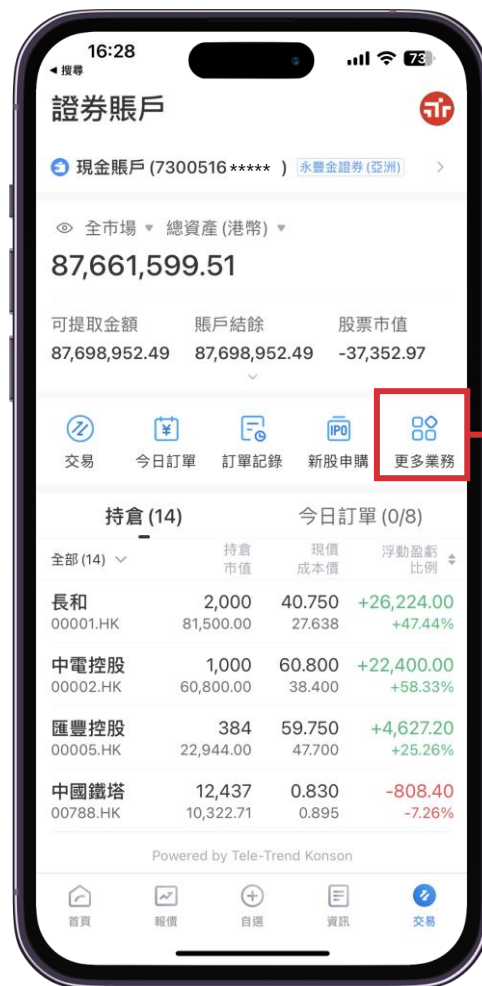 16:28
◀ 搜尋
73
證券賬戶
現金賬戶 (7300516 ***** ) 永豐金證券 (亞洲)
全市場 總資產 (港幣)
87,661,599.51
可提取金額 賬戶結餘 股票市值
87,698,952.49 87,698,952.49 -37,352.97
IPO
交易 今日訂單 訂單記錄 新股申購 更多業務
持倉 (14) 今日訂單 (0/8)
全部 (14) 持倉 現價 浮動盈虧
市值 成本價 比例
長和 2,000 40.750 +26,224.00
00001.HK 81,500.00 27.638 +47.44%
中電控股 1,000 60.800 +22,400.00
00002.HK 60,800.00 38.400 +58.33%
匯豐控股 384 59.750 +4,627.20
00005.HK 22,944.00 47.700 +25.26%
中國鐵塔 12,437 0.830 -808.40
00788.HK 10,322.71 0.895 -7.26%
Powered by Tele-Trend Konson
首頁 報價 自選 資訊 交易